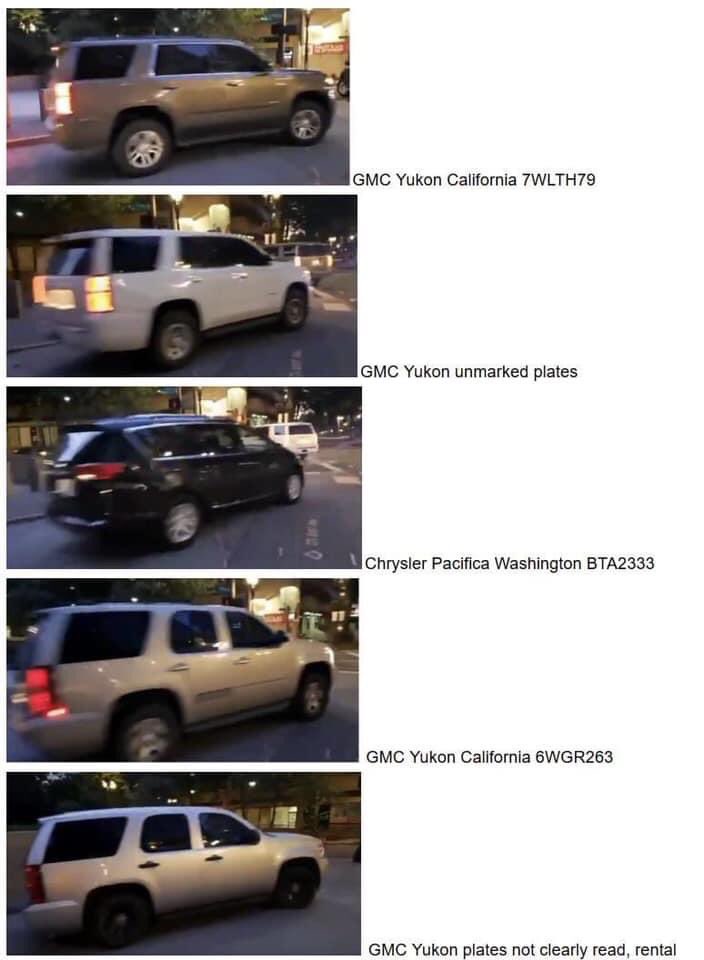 GMC Yukon California 7WLTH79
GMC Yukon unmarked plates
Chrysler Pacifica Washington BTA2333
GMC Yukon California 6WGR263
GMC Yukon plates not clearly read, rental